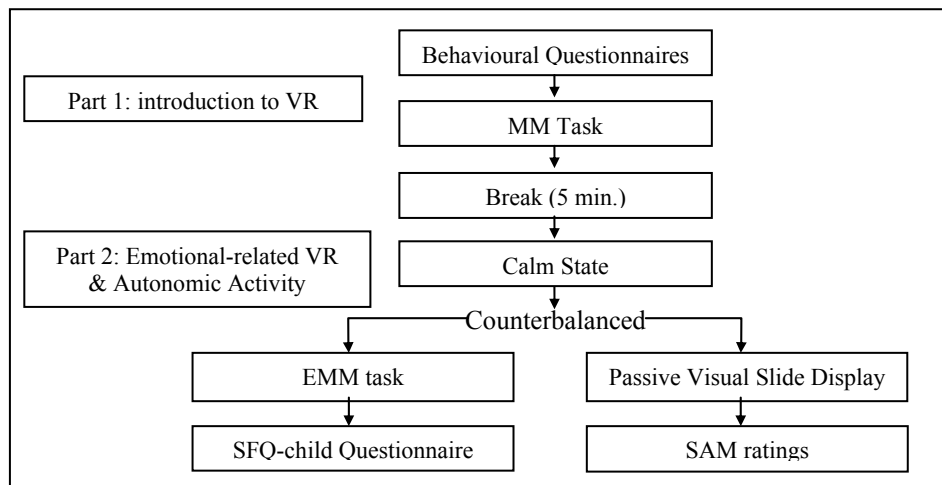 Behavioural Questionnaires
Part 1: introduction to VR
MM Task
Break (5 min.)
Part 2: Emotional-related VR
& Autonomic Activity
Calm State
Counterbalanced
EMM task
Passive Visual Slide Display
SFQ-child Questionnaire
SAM ratings